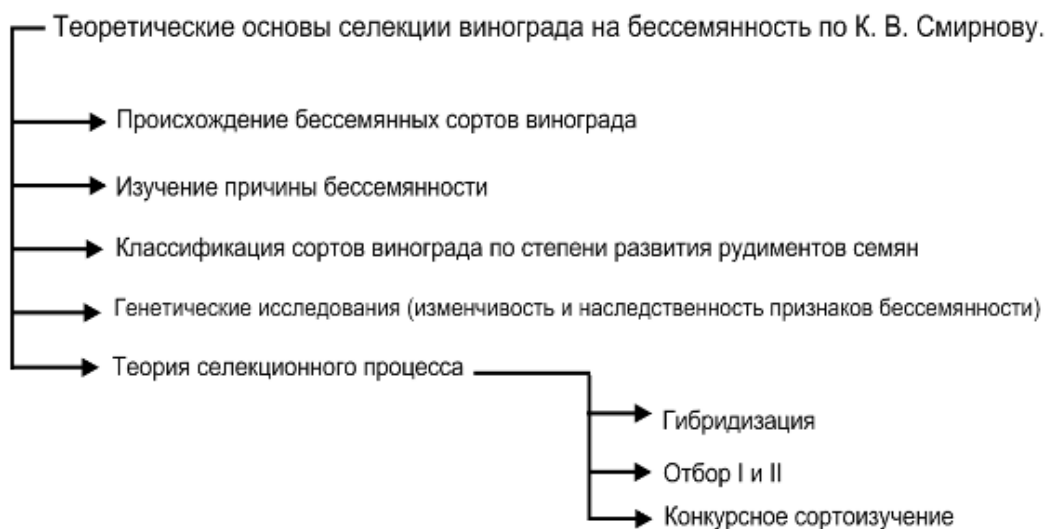 Теоретические основы селекции винограда на бессемянность по К. В. Смирнову.
Происхождение бессемянных сортов винограда
Изучение причины бессемянности
Классификация сортов винограда по степени развития рудиментов семян
Генетические исследования (изменчивость и наследственность признаков бессемянности)
Теория селекционного процесса
Гибридизация
Отбор I и II
Конкурсное сортоизучение